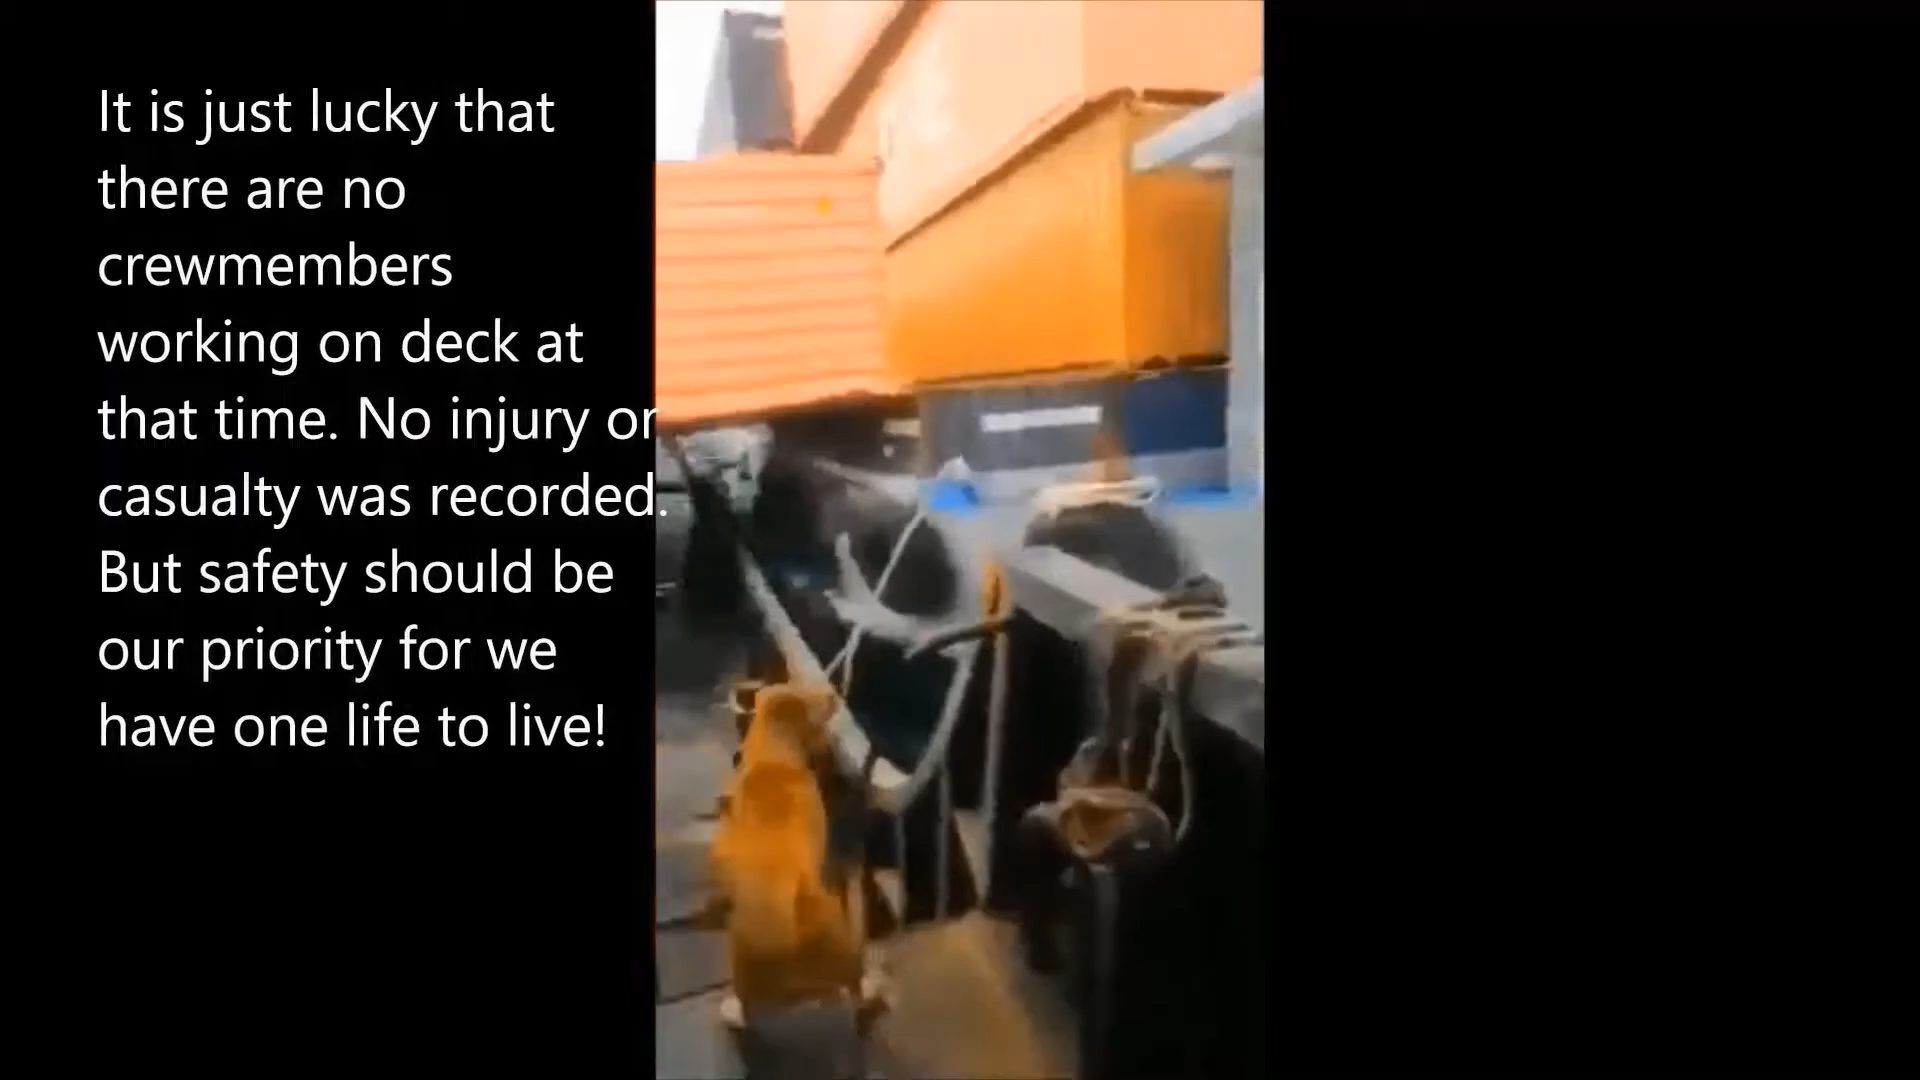 It is just lucky that
there are no
crewmembers
working on deck at
that time. No injury or
casualty was recorded.
But safety should be
our priority for we
have one life to live!